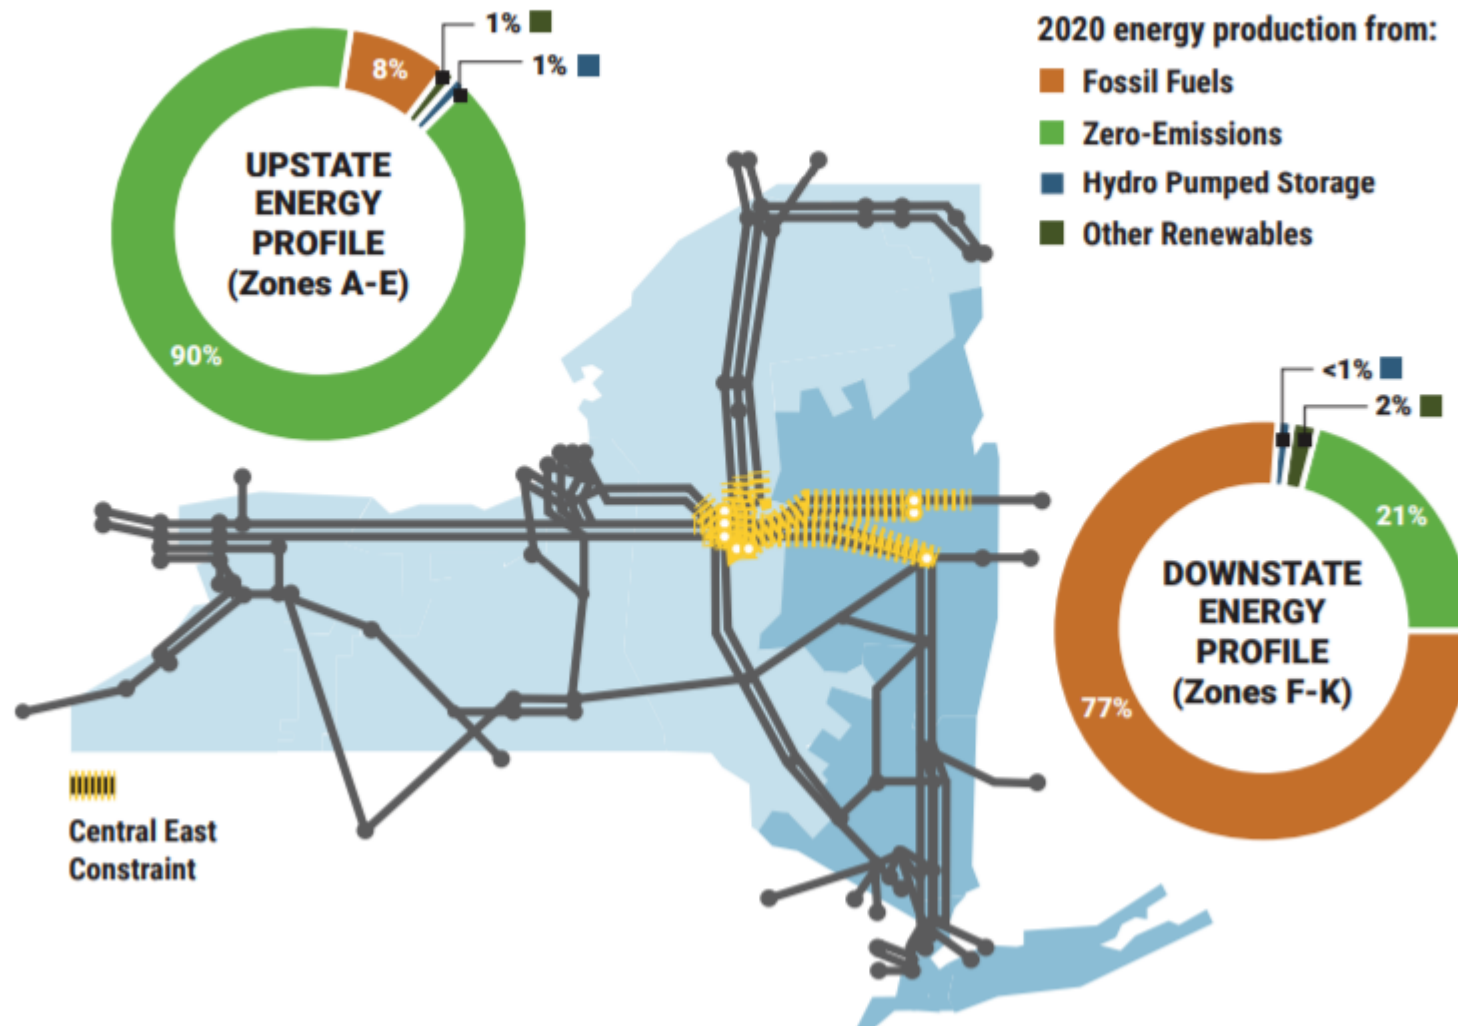 1%
1%
8%
UPSTATE
ENERGY
PROFILE
(Zones A-E)
90%
2020 energy production from:
Fossil Fuels
Zero-Emissions
Hydro Pumped Storage
Other Renewables
<1%
2%
21%
DOWNSTATE
ENERGY
PROFILE
(Zones F-K)
77%
Central East
Constraint